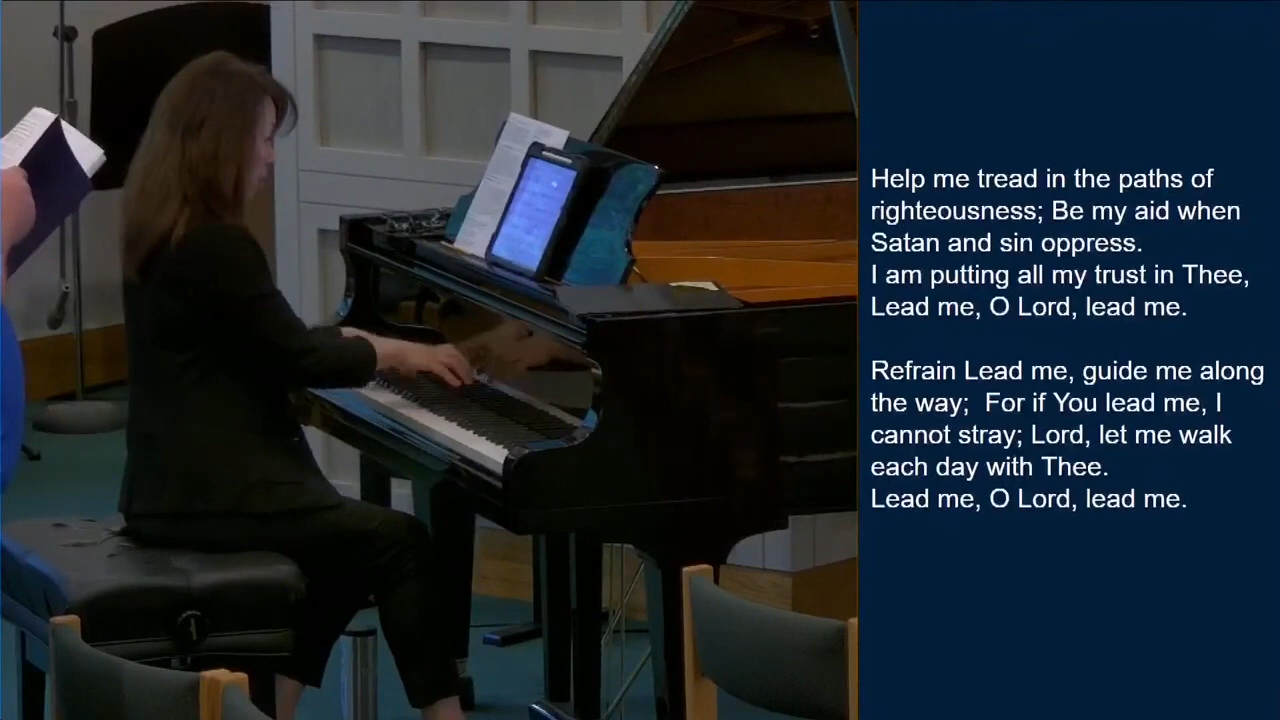 Help me tread in the paths of
righteousness; Be my aid when
Satan and sin oppress.
I am putting all my trust in Thee,
Lead me, O Lord, lead me.
Refrain Lead me, guide me along
the way;  For if You lead me, I
cannot stray; Lord, let me walk
each day with Thee.
Lead me, O Lord, lead me.